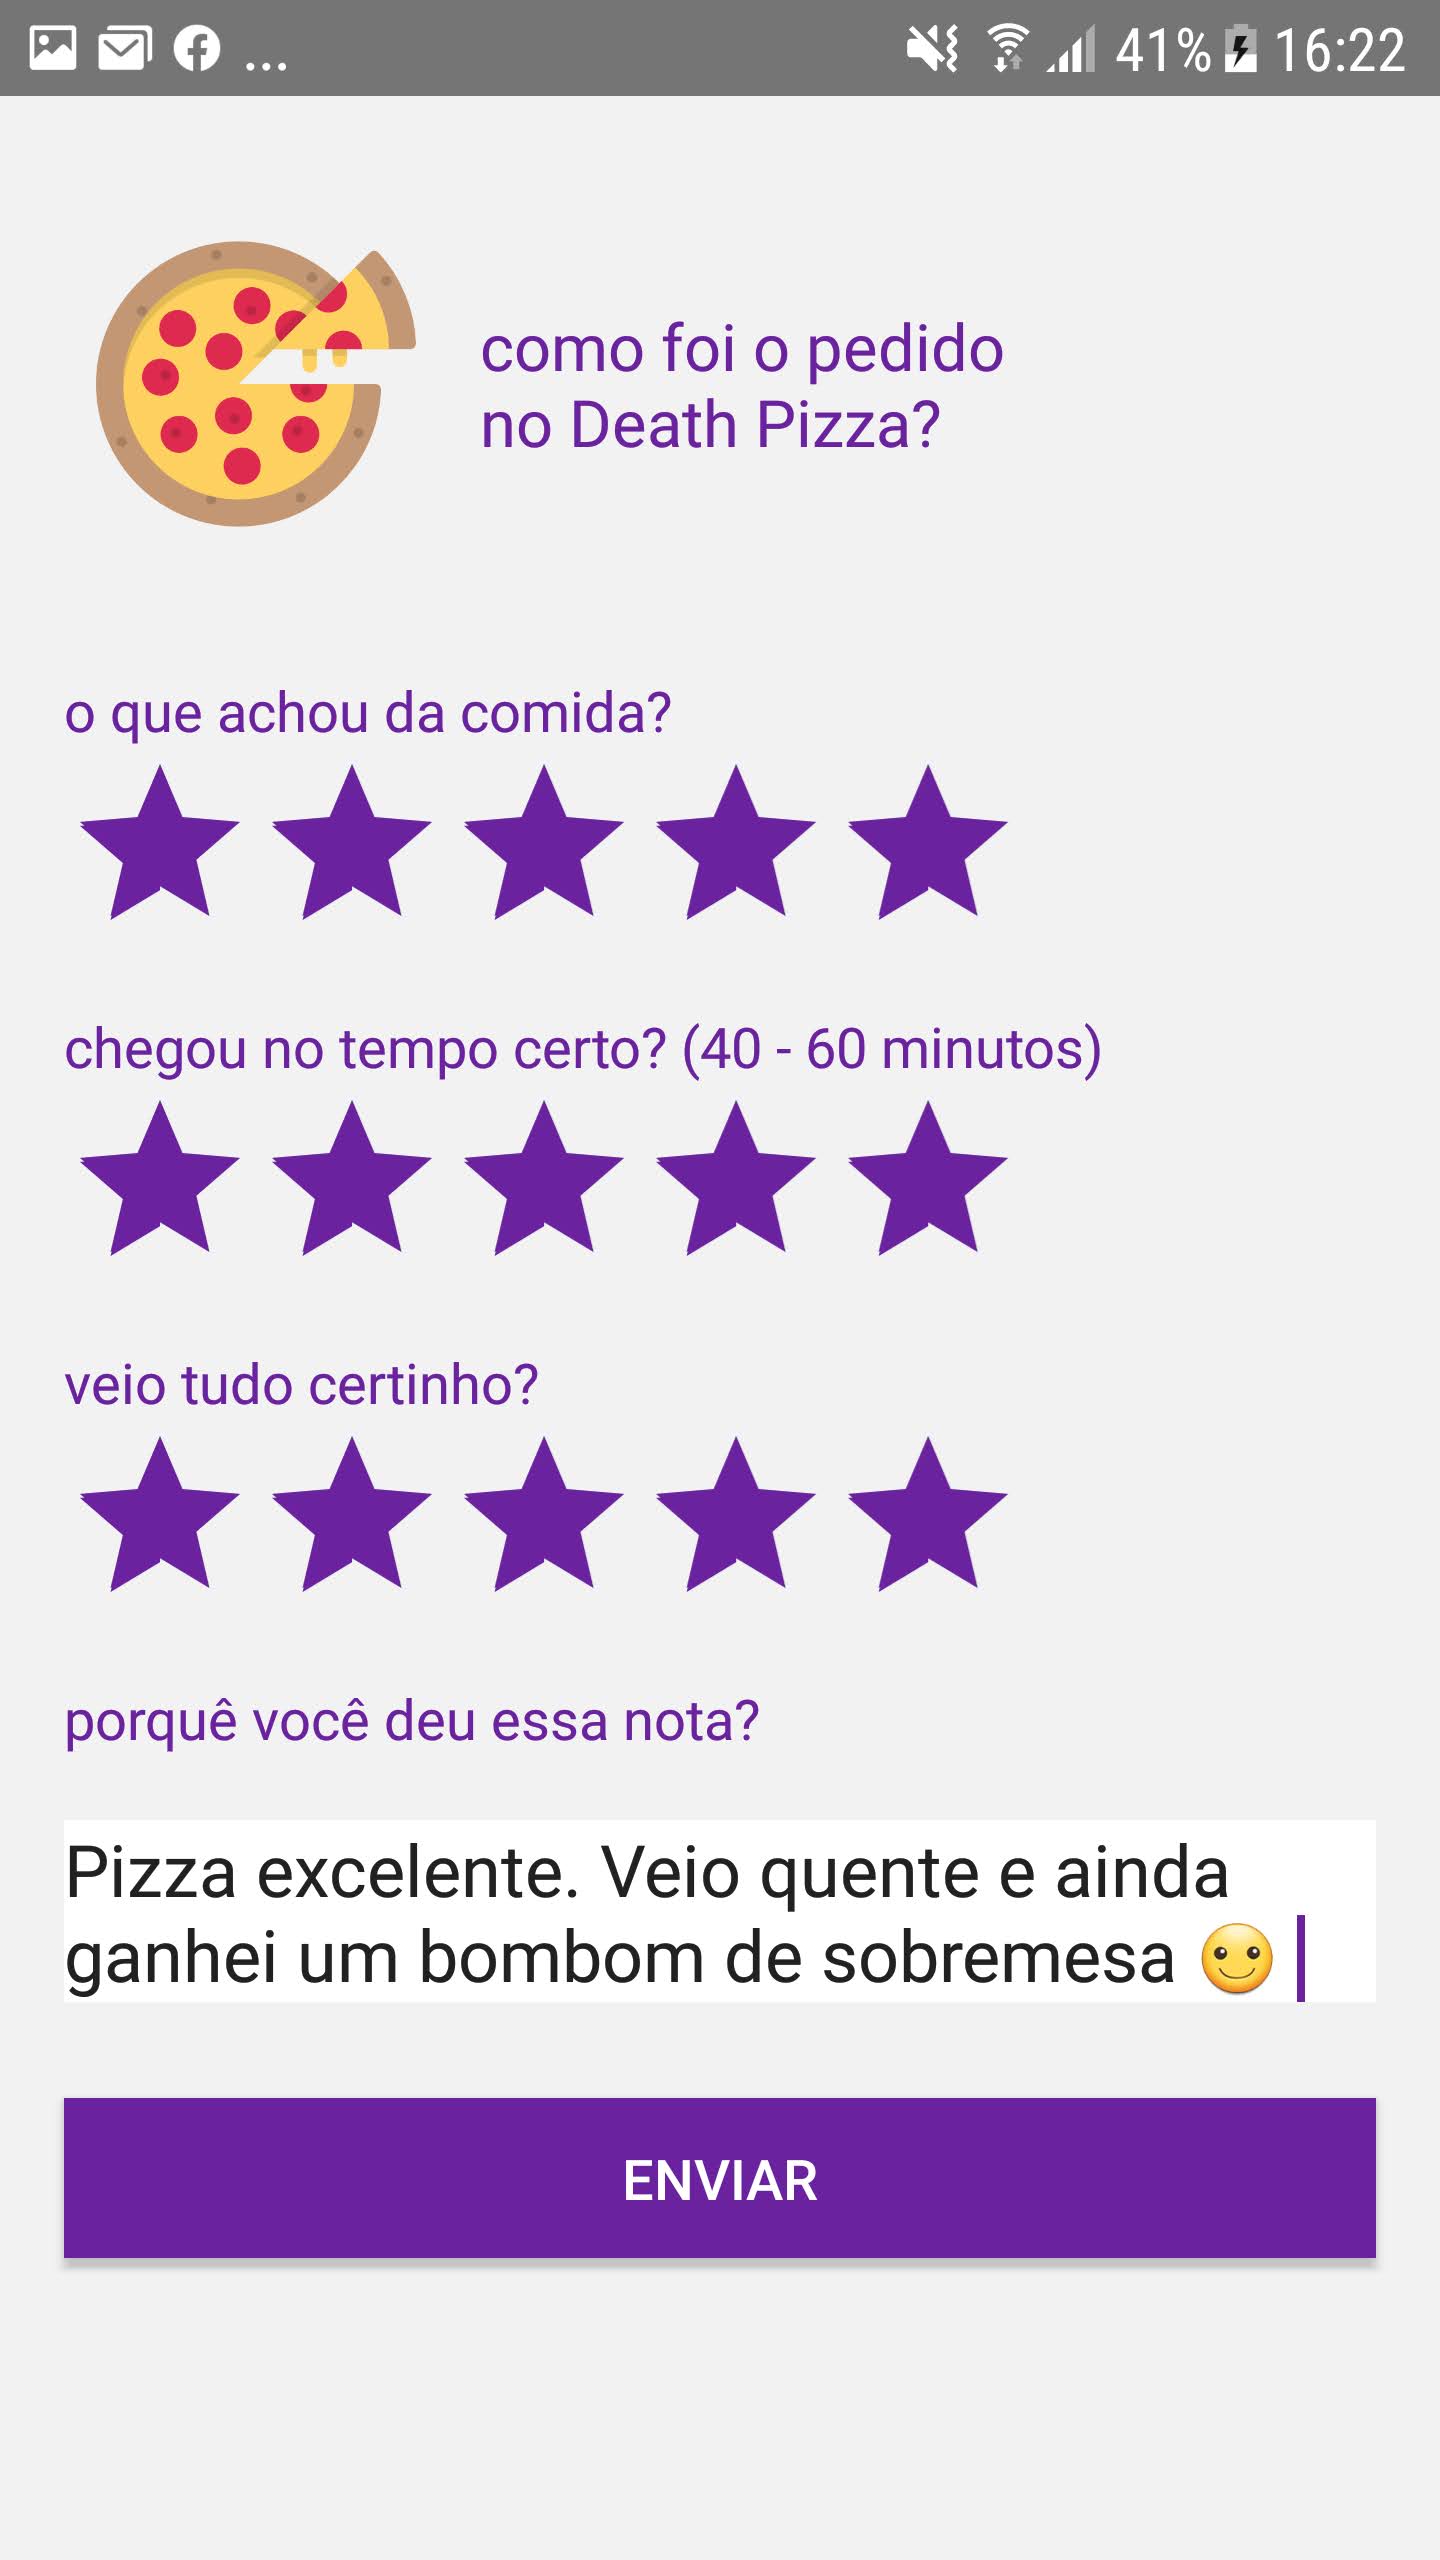 ... 41% 16:22
como foi o pedido
no Death Pizza?
o que achou da comida?
chegou no tempo certo? (40 - 60 minutos)
veio tudo certinho?
porquê você deu essa nota?
Pizza excelente. Veio quente e ainda
ganhei um bombom de sobremesa 🙂
ENVIAR